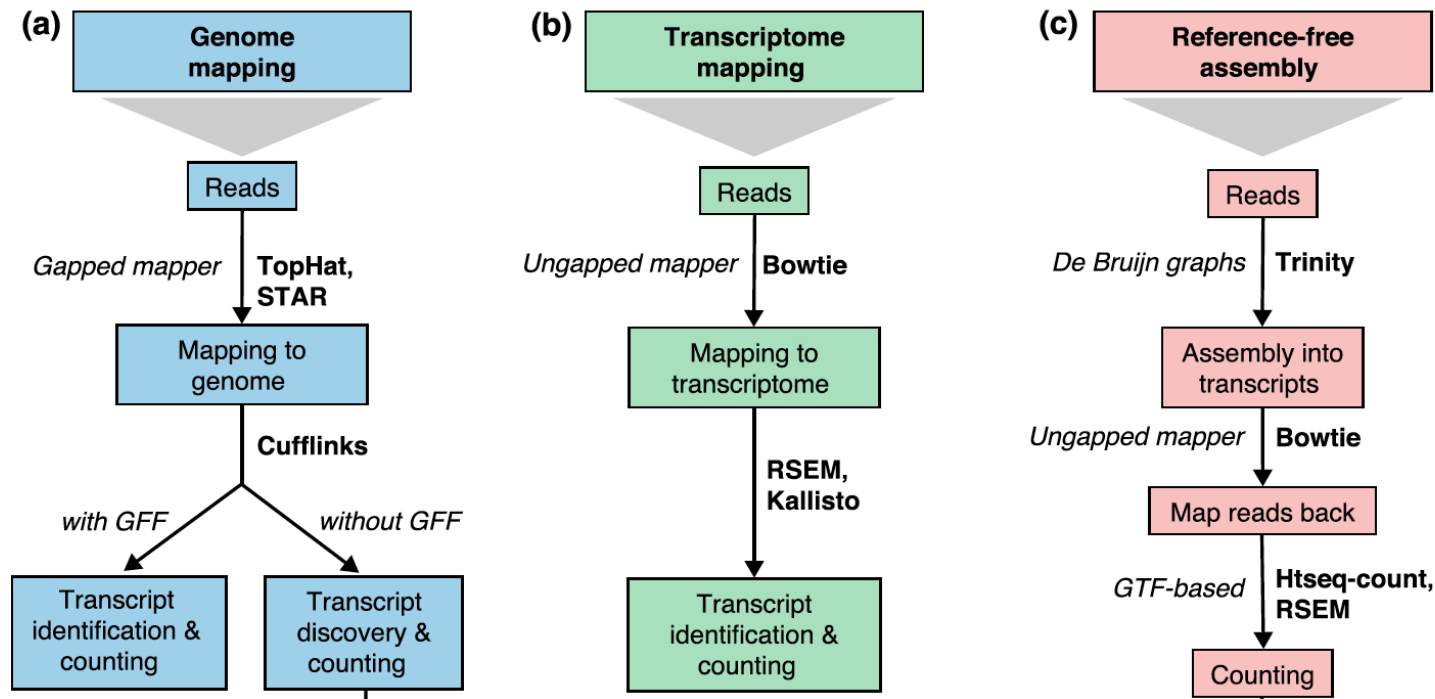 (a)
Genome
mapping
Reads
Gapped mapper
TopHat,
STAR
Mapping to
genome
Cufflinks
with GFF
without GFF
Transcript
identification &
counting
Transcript
discovery &
counting
(b)
Transcriptome
mapping
Reads
Ungapped mapper
Bowtie
Mapping to
transcriptome
RSEM,
Kallisto
Transcript
identification &
counting
(c)
Reference-free
assembly
Reads
De Bruijn graphs
Trinity
Assembly into
transcripts
Ungapped mapper
Bowtie
Map reads back
GTF-based
Htseq-count,
RSEM
Counting